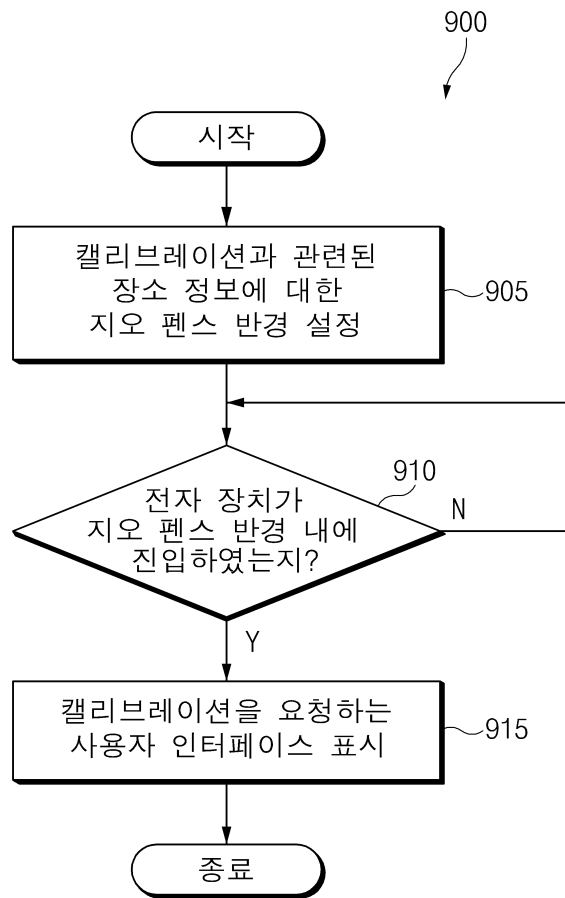 900
시작
캘리브레이션과 관련된
장소 정보에 대한
지오 펜스 반경 설정
905
910
전자 장치가
지오 펜스 반경 내에
진입하였는지?
N
Y
캘리브레이션을 요청하는
사용자 인터페이스 표시
915
종료